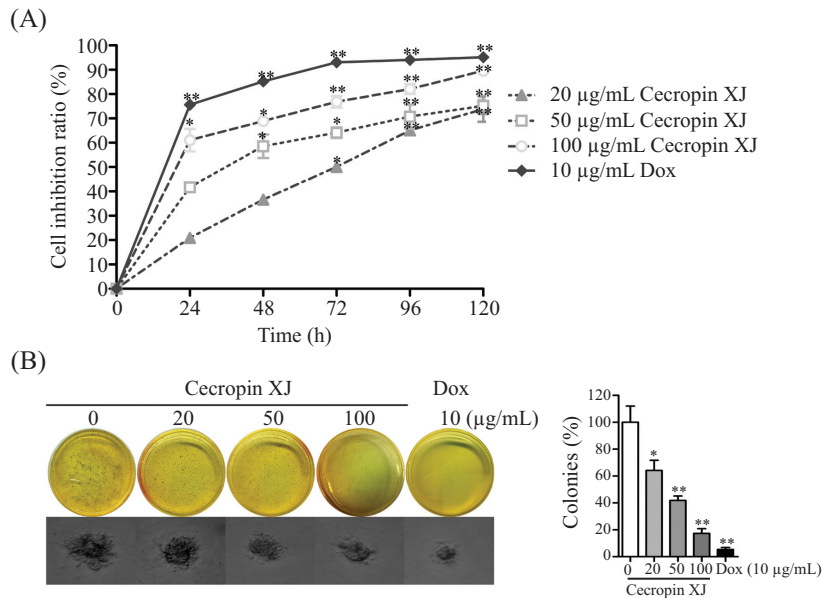 (A)
Cell inhibition ratio (%)
100
90
80
70
60
50
40
30
20
10
0
** ** ** ** **
* * ** ** **
* * ** **
* ** **
0 24 48 72 96 120
Time (h)
20 µg/mL Cecropin XJ
50 µg/mL Cecropin XJ
100 µg/mL Cecropin XJ
10 µg/mL Dox
(B)
Cecropin XJ Dox
0 20 50 100 10 (µg/mL)
Colonies (%)
120
100
80
60
40
20
0
* ** ** **
0 20 50 100 Dox (10 µg/mL)
Cecropin XJ